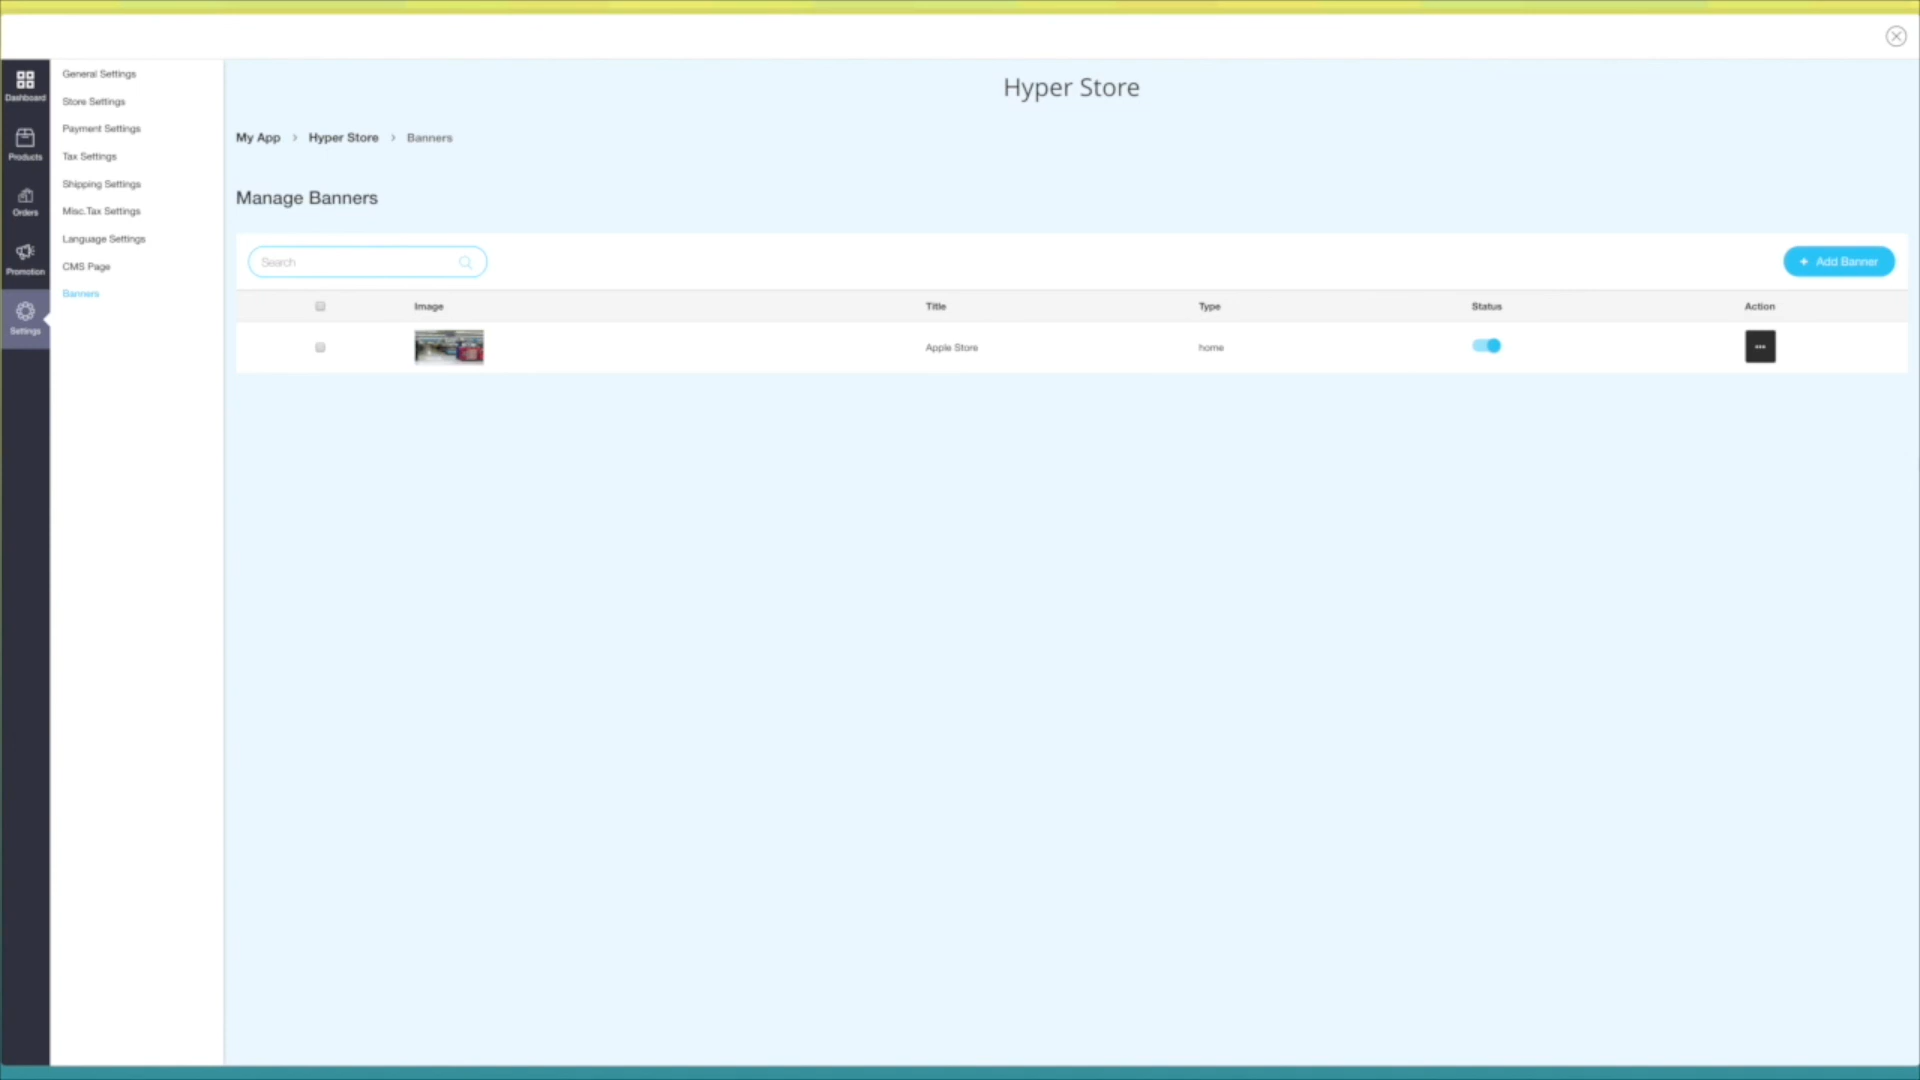 Hyper Store
Dashboard
Products
Orders
Promotion
Settings
General Settings
Store Settings
Payment Settings
Tax Settings
Shipping Settings
Misc.Tax Settings
Language Settings
CMS Page
Banners
My App > Hyper Store > Banners
Manage Banners
Search
+ Add Banner
Image Title Type Status Action
Apple Store home